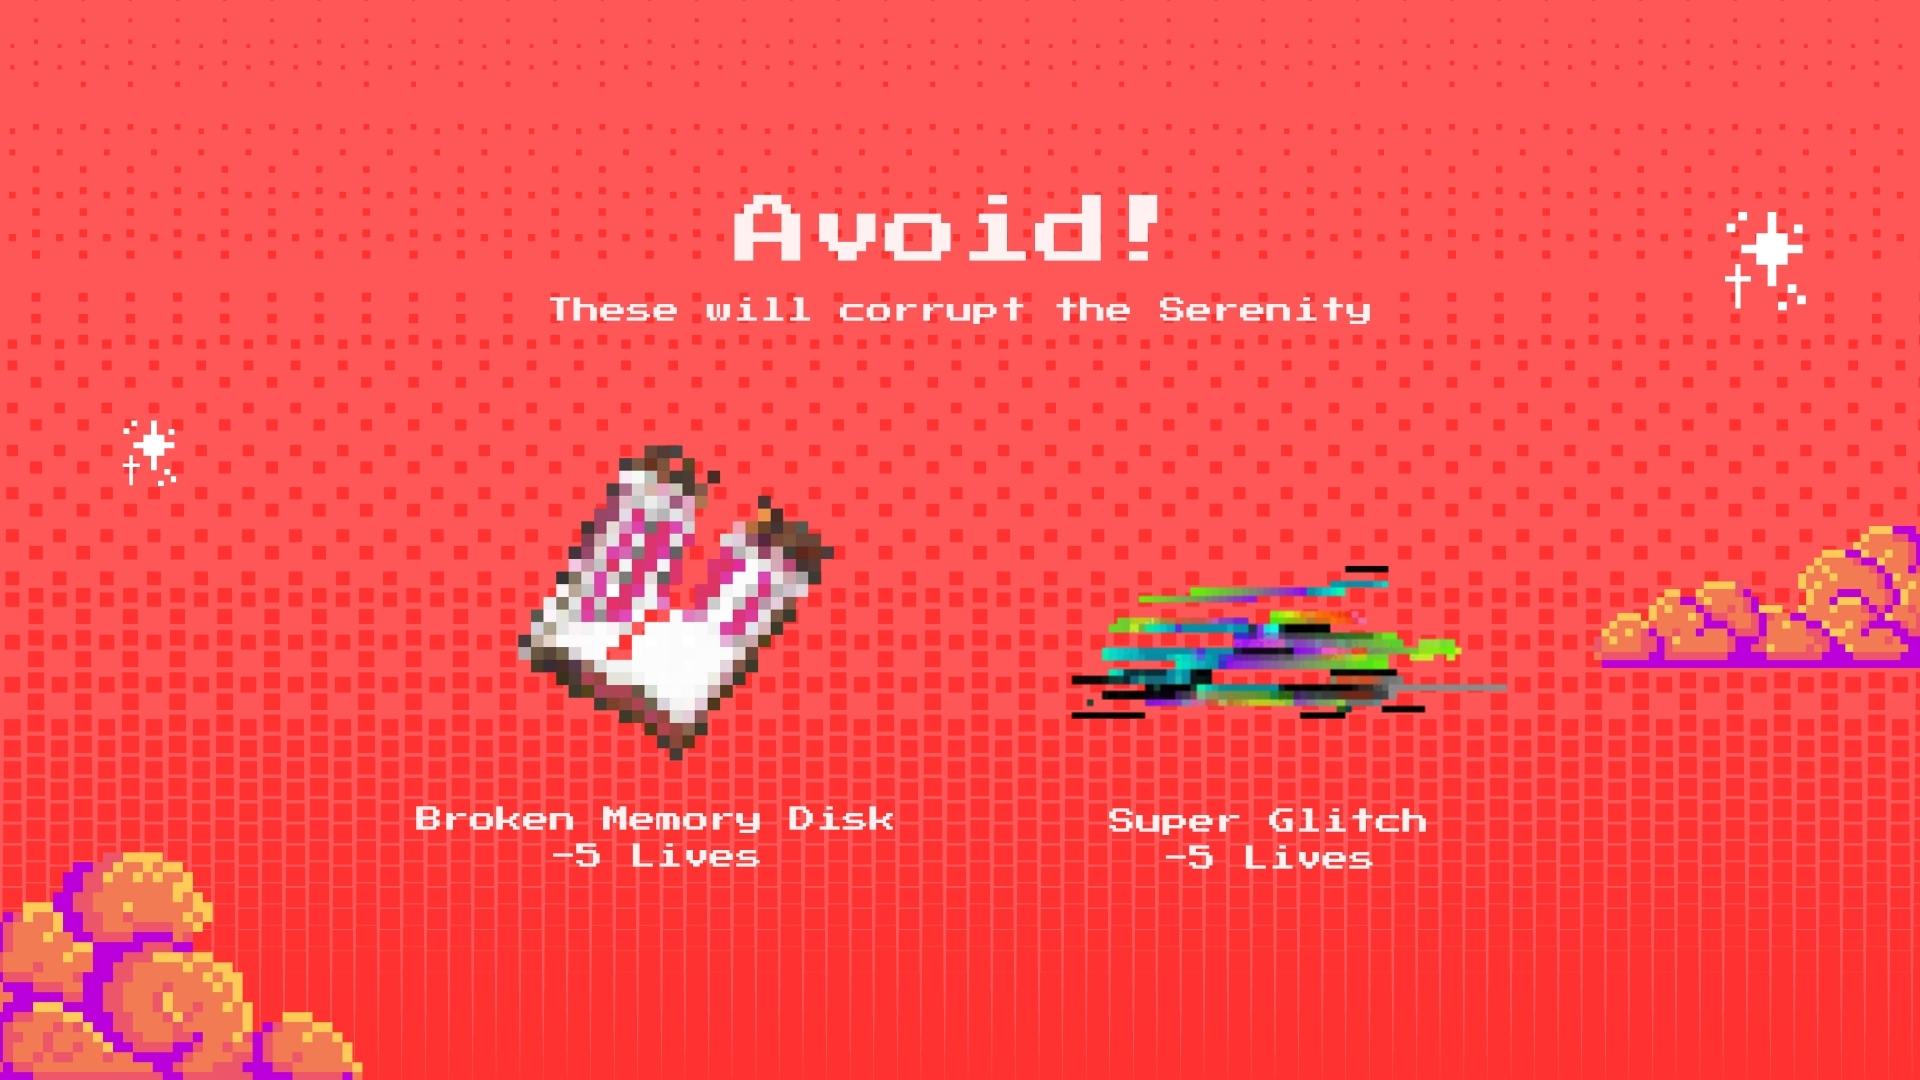 Avoid!
These will corrupt the Serenity
Broken Memory Disk
-5 Lives
Super Glitch
-5 Lives